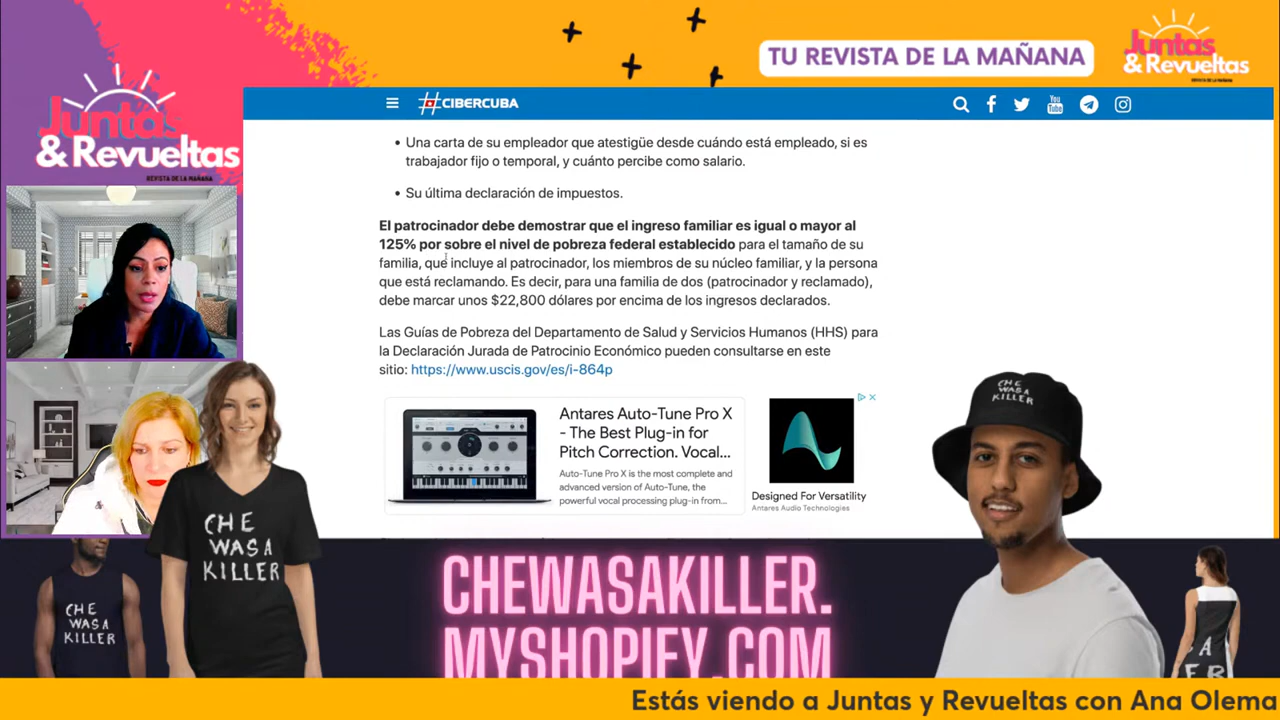 TU REVISTA DE LA MAÑANA
Juntas
& Revueltas
REVISTA DE LA MAÑANA
Juntas
& Revueltas
REVISTA DE LA MAÑANA
#CIBERCUBA
You
Tube
• Una carta de su empleador que atestigüe desde cuándo está empleado, si es
trabajador fijo o temporal, y cuánto percibe como salario.
• Su última declaración de impuestos.
El patrocinador debe demostrar que el ingreso familiar es igual o mayor al
125% por sobre el nivel de pobreza federal establecido para el tamaño de su
familia, que incluye al patrocinador, los miembros de su núcleo familiar, y la persona
que está reclamando. Es decir, para una familia de dos (patrocinador y reclamado),
debe marcar unos $22,800 dólares por encima de los ingresos declarados.
Las Guías de Pobreza del Departamento de Salud y Servicios Humanos (HHS) para
la Declaración Jurada de Patrocinio Económico pueden consultarse en este
sitio: https://www.uscis.gov/es/i-864p
Antares Auto-Tune Pro X
- The Best Plug-in for
Pitch Correction. Vocal...
Auto-Tune Pro X is the most complete and
advanced version of Auto-Tune, the
powerful vocal processing plug-in from...
Designed For Versatility
Antares Audio Technologies
CHE
WAS A
KILLER
CHE
WAS A
KILLER
CHE
WAS A
KILLER
CHEWASAKILLER.
MYSHOPIFY.COM
Estás viendo a Juntas y Revueltas con Ana Olema